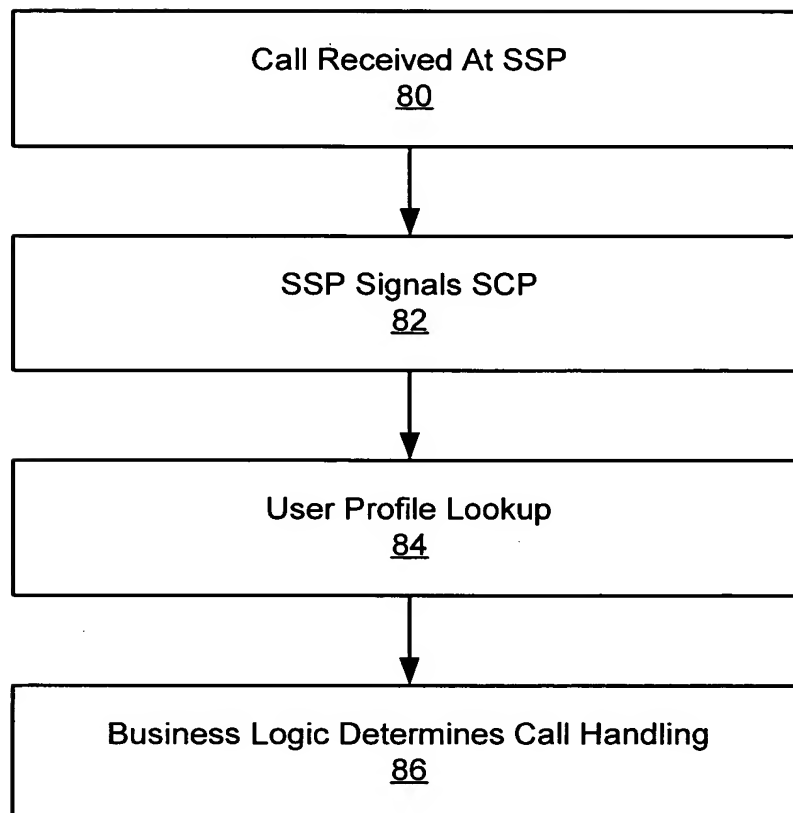 Call Received At SSP
80
SSP Signals SCP
82
User Profile Lookup
84
Business Logic Determines Call Handling
86